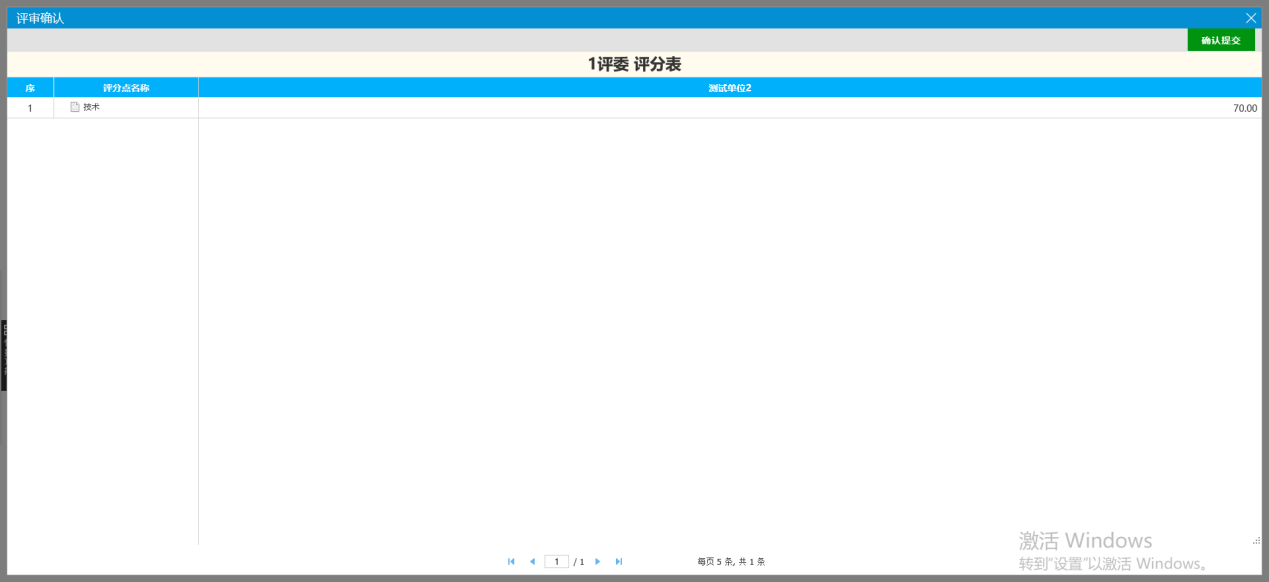 评审确认
确认提交
1评委 评分表
序 评分点名称 测试单位2
1 技术 70.00
激活 Windows
转到"设置"以激活 Windows。
1 / 1 每页 5 条, 共 1 条